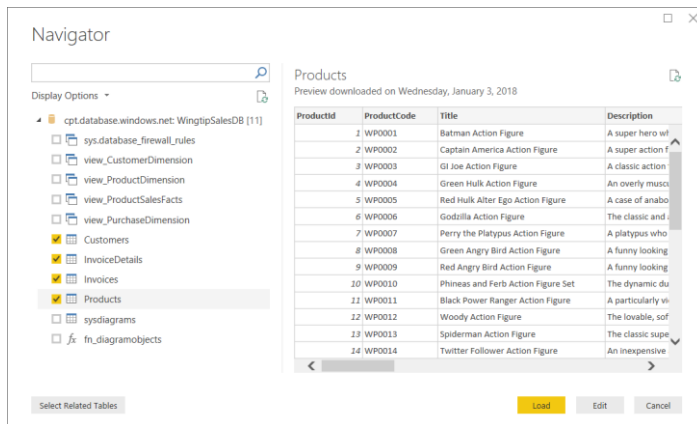 Navigator
Display Options
cpt.database.windows.net: WingtipSalesDB [11]
sys.database_firewall_rules
view_CustomerDimension
view_ProductDimension
view_ProductSalesFacts
view_PurchaseDimension
Customers
InvoiceDetails
Invoices
Products
sysdiagrams
fx fn_diagramobjects
Select Related Tables
Products
Preview downloaded on Wednesday, January 3, 2018
ProductId ProductCode Title Description
1 WP0001 Batman Action Figure A super hero wh
2 WP0002 Captain America Action Figure A super action f
3 WP0003 GI Joe Action Figure A classic action
4 WP0004 Green Hulk Action Figure An overly muscu
5 WP0005 Red Hulk Alter Ego Action Figure A case of anabo
6 WP0006 Godzilla Action Figure The classic and
7 WP0007 Perry the Platypus Action Figure A platypus who
8 WP0008 Green Angry Bird Action Figure A funny looking
9 WP0009 Red Angry Bird Action Figure A funny looking
10 WP0010 Phineas and Ferb Action Figure Set The dynamic du
11 WP0011 Black Power Ranger Action Figure A particularly vi
12 WP0012 Woody Action Figure The lovable, sof
13 WP0013 Spiderman Action Figure The classic supe
14 WP0014 Twitter Follower Action Figure An inexpensive
Load Edit Cancel